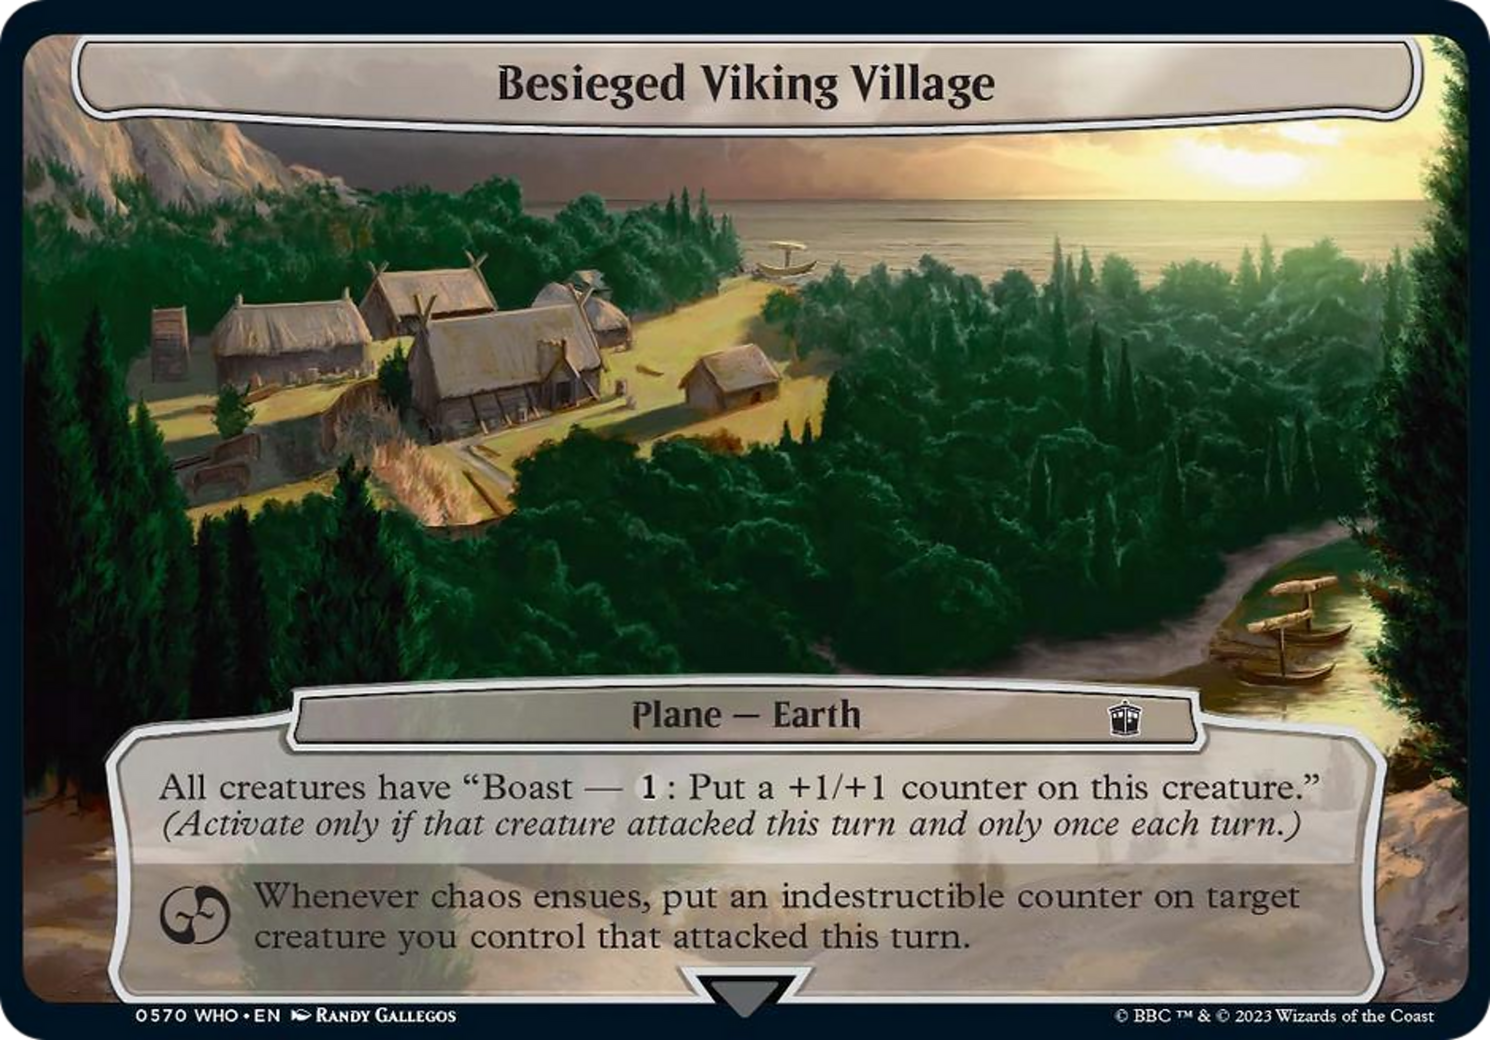 Besieged Viking Village
Plane — Earth
All creatures have “Boast — 1: Put a +1/+1 counter on this creature.”
(Activate only if that creature attacked this turn and only once each turn.)
Whenever chaos ensues, put an indestructible counter on target
creature you control that attacked this turn.
0570 WHO • EN RANDY GALLEGOS
© BBC ™ & © 2023 Wizards of the Coast